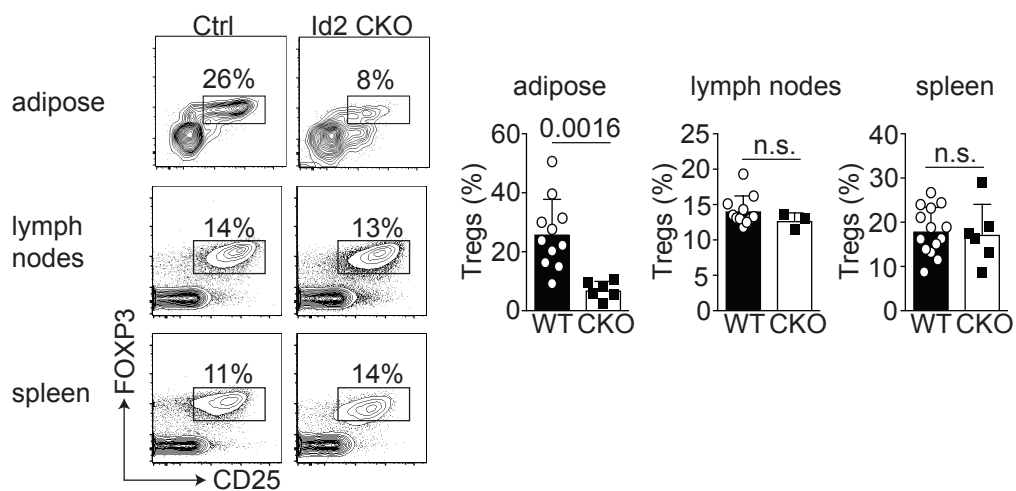 Ctrl Id2 CKO
adipose
26% 8%
lymph
nodes
14% 13%
spleen
11% 14%
FOXP3
CD25
adipose
0.0016
Tregs (%)
60
40
20
0
WT CKO
lymph nodes
n.s.
Tregs (%)
25
20
15
10
5
0
WT CKO
spleen
n.s.
Tregs (%)
40
30
20
10
0
WT CKO